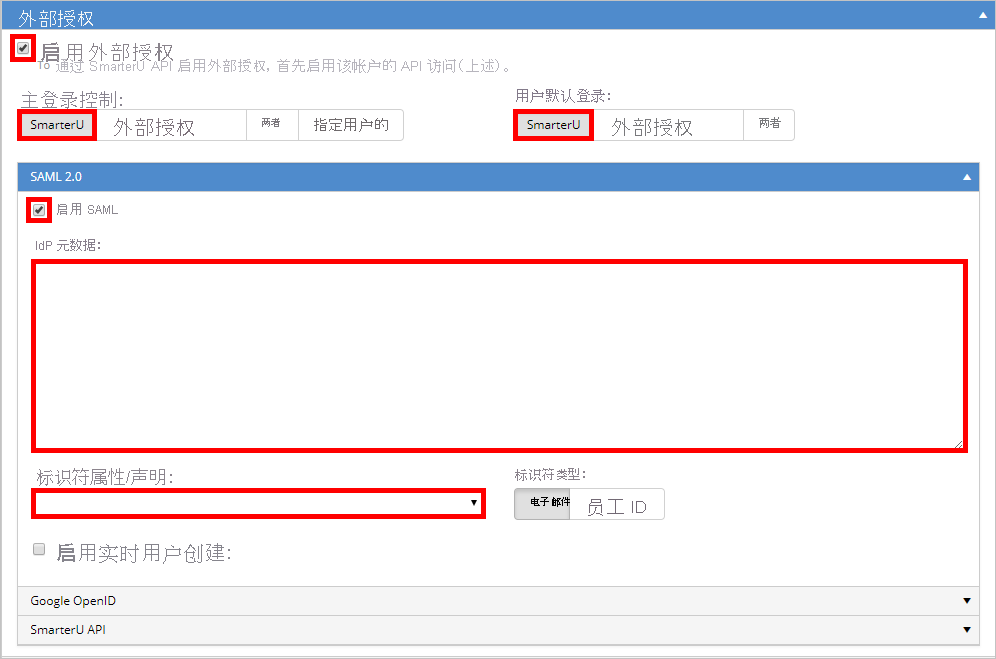 外部授权
启用外部授权
To 通过 SmarterU API 启用外部授权, 首先启用该帐户的 API 访问(上述)。
主登录控制: 用户默认登录:
SmarterU 外部授权 两者 指定用户的 SmarterU 外部授权 两者
SAML 2.0
启用 SAML
IdP 元数据:
标识符属性/声明: 标识符类型:
电子邮件 员工 ID
启用实时用户创建:
Google OpenID
SmarterU API